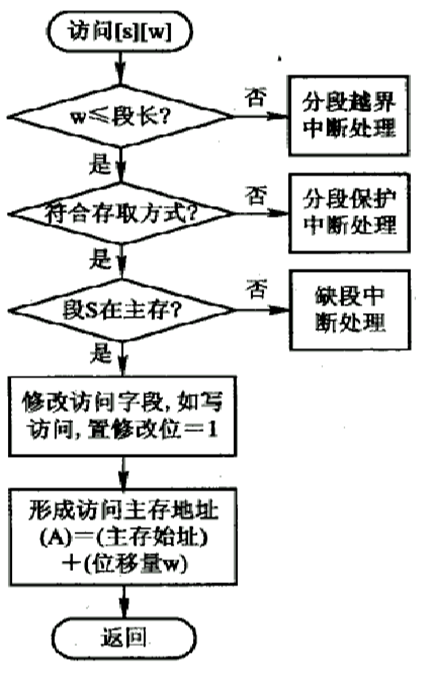 访问[s][w]
w≤段长?
否
分段越界
中断处理
是
符合存取方式?
否
分段保护
中断处理
是
段S在主存?
否
缺段中
断处理
是
修改访问字段,如写
访问,置修改位=1
形成访问主存地址
(A)=(主存始址)
+(位移量w)
返回